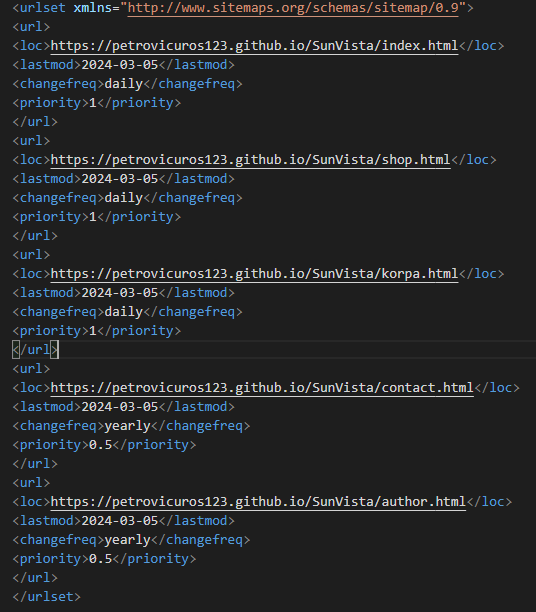 <urlset xmlns="http://www.sitemaps.org/schemas/sitemap/0.9">
<url>
<loc>https://petrovicuros123.github.io/SunVista/index.html</loc>
<lastmod>2024-03-05</lastmod>
<changefreq>daily</changefreq>
<priority>1</priority>
</url>
<url>
<loc>https://petrovicuros123.github.io/SunVista/shop.html</loc>
<lastmod>2024-03-05</lastmod>
<changefreq>daily</changefreq>
<priority>1</priority>
</url>
<url>
<loc>https://petrovicuros123.github.io/SunVista/korpa.html</loc>
<lastmod>2024-03-05</lastmod>
<changefreq>daily</changefreq>
<priority>1</priority>
</url>
<url>
<loc>https://petrovicuros123.github.io/SunVista/contact.html</loc>
<lastmod>2024-03-05</lastmod>
<changefreq>yearly</changefreq>
<priority>0.5</priority>
</url>
<url>
<loc>https://petrovicuros123.github.io/SunVista/author.html</loc>
<lastmod>2024-03-05</lastmod>
<changefreq>yearly</changefreq>
<priority>0.5</priority>
</url>
</urlset>